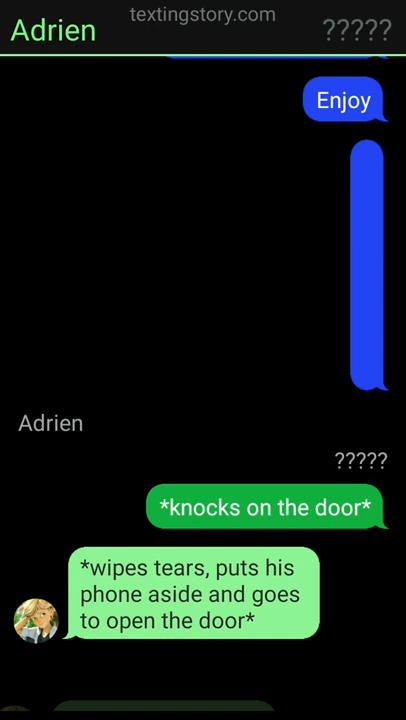 textingstory.com
Adrien
?????
Enjoy
Adrien
?????
*knocks on the door*
*wipes tears, puts his
phone aside and goes
to open the door*